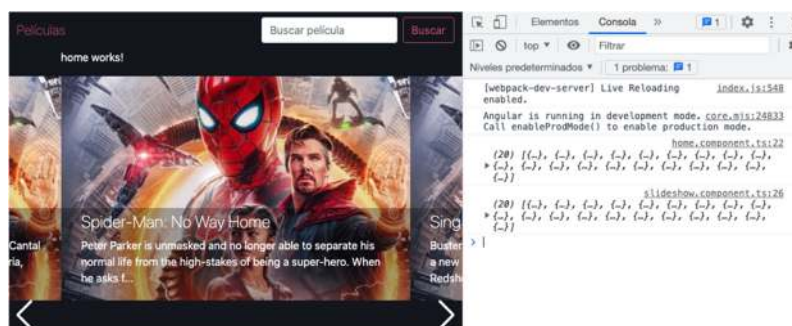 Películas
Buscar película
Buscar
home works!
Spider-Man: No Way Home
Peter Parker is unmasked and no longer able to separate his
normal life from the high-stakes of being a super-hero. When
he asks f...
Cantal
ria,
Sing
Buster
a new
Redsh
Elementos Consola » 1
top ▼ Filtrar
Niveles predeterminados ▼ 1 problema: 1
[webpack-dev-server] Live Reloading index.js:548
enabled.
Angular is running in development mode. core.mjs:24833
Call enableProdMode() to enable production mode.
home.component.ts:22
(20) [{…}, {…}, {…}, {…}, {…}, {…}, {…}, {…},
{…}, {…}, {…}, {…}, {…}, {…}, {…}, {…}, {…},
{…}]
slideshow.component.ts:26
(20) [{…}, {…}, {…}, {…}, {…}, {…}, {…}, {…},
{…}, {…}, {…}, {…}, {…}, {…}, {…}, {…}, {…},
{…}]